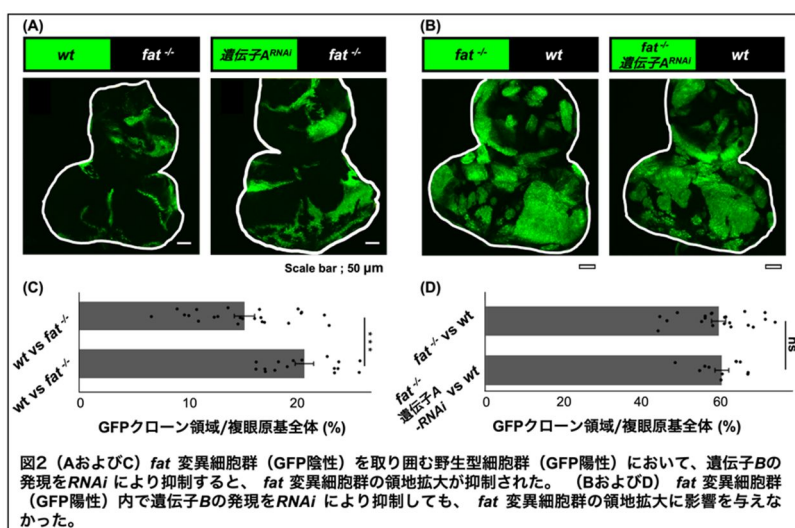 (A)
wt
fat -/-
遺伝子A RNAi
fat -/-
(B)
fat -/-
wt
fat -/-
遺伝子A RNAi
wt
Scale bar ; 50 μm
(C)
wt vs fat -/-
wt vs fat -/-
***
0
10
20
GFPクローン領域/複眼原基全体 (%)
(D)
fat -/- vs wt
fat -/-
遺伝子A
-RNAi
vs wt
ns
0
20
40
60
80
GFPクローン領域/複眼原基全体 (%)
図2（AおよびC）fat 変異細胞群（GFP陰性）を取り囲む野生型細胞群（GFP陽性）において、遺伝子Bの
発現をRNAi により抑制すると、 fat 変異細胞群の領地拡大が抑制された。 （BおよびD） fat 変異細胞群
（GFP陽性）内で遺伝子Bの発現をRNAi により抑制しても、 fat 変異細胞群の領地拡大に影響を与えな
かった。